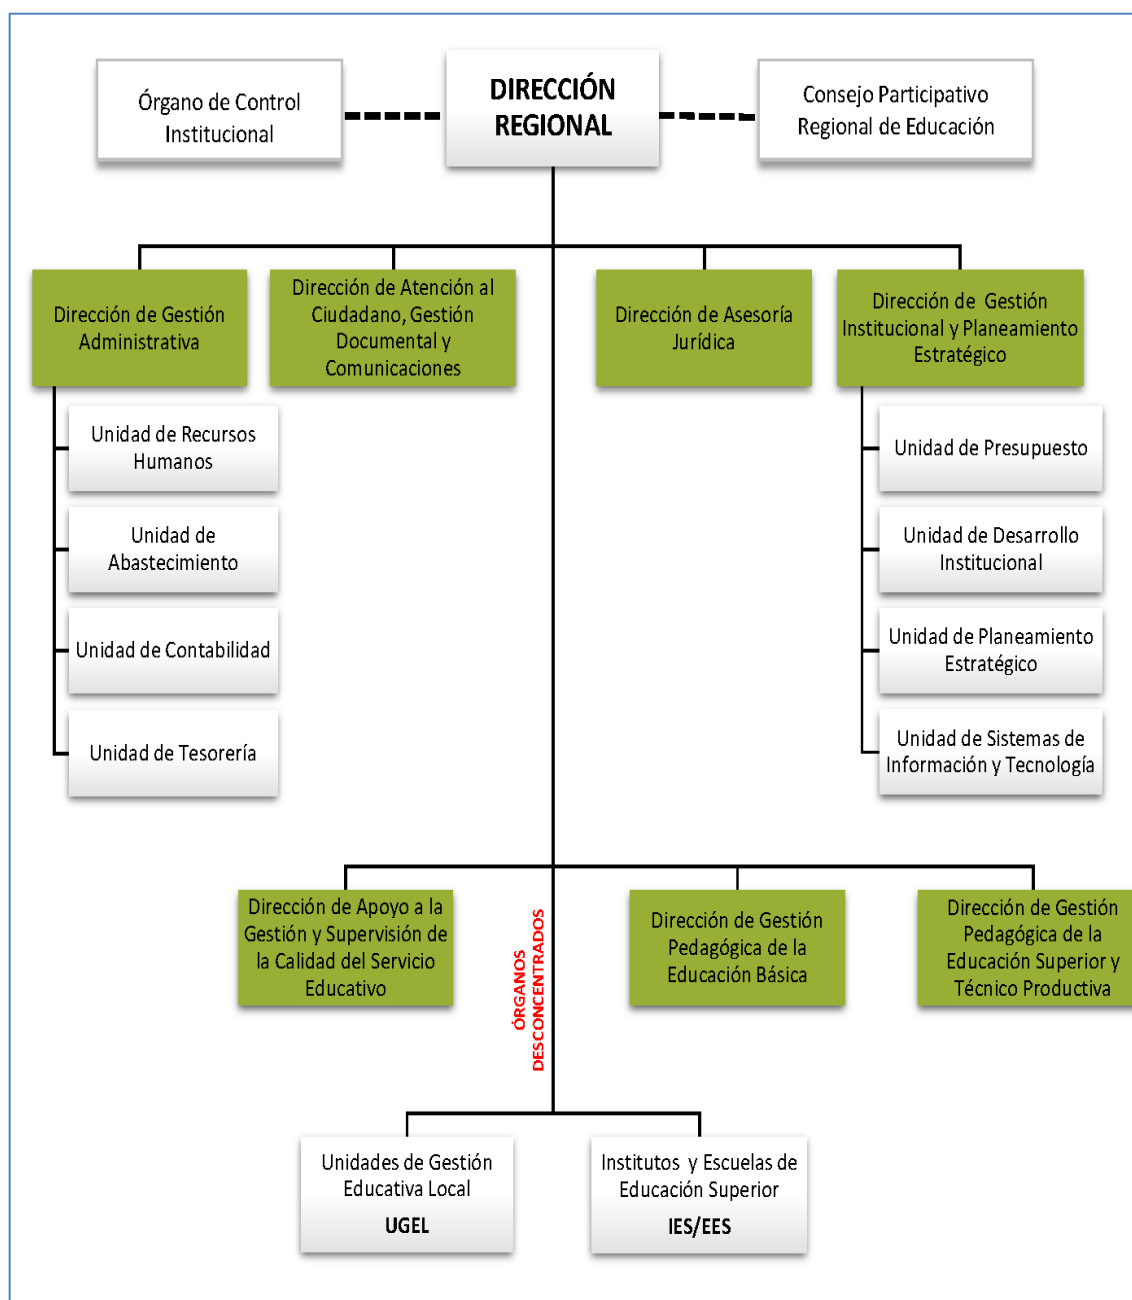 Órgano de Control
Institucional
DIRECCIÓN
REGIONAL
Consejo Participativo
Regional de Educación
Dirección de Gestión
Administrativa
Dirección de Atención al
Ciudadano, Gestión
Documental y
Comunicaciones
Dirección de Asesoría
Jurídica
Dirección de Gestión
Institucional y Planeamiento
Estratégico
Unidad de Recursos
Humanos
Unidad de
Abastecimiento
Unidad de Contabilidad
Unidad de Tesorería
Unidad de Presupuesto
Unidad de Desarrollo
Institucional
Unidad de Planeamiento
Estratégico
Unidad de Sistemas de
Información y Tecnología
Dirección de Apoyo a la
Gestión y Supervisión de
la Calidad del Servicio
Educativo
ÓRGANOS
DESCONCENTRADOS
Dirección de Gestión
Pedagógica de la
Educación Básica
Dirección de Gestión
Pedagógica de la
Educación Superior y
Técnico Productiva
Unidades de Gestión
Educativa Local
UGEL
Institutos y Escuelas de
Educación Superior
IES/EES